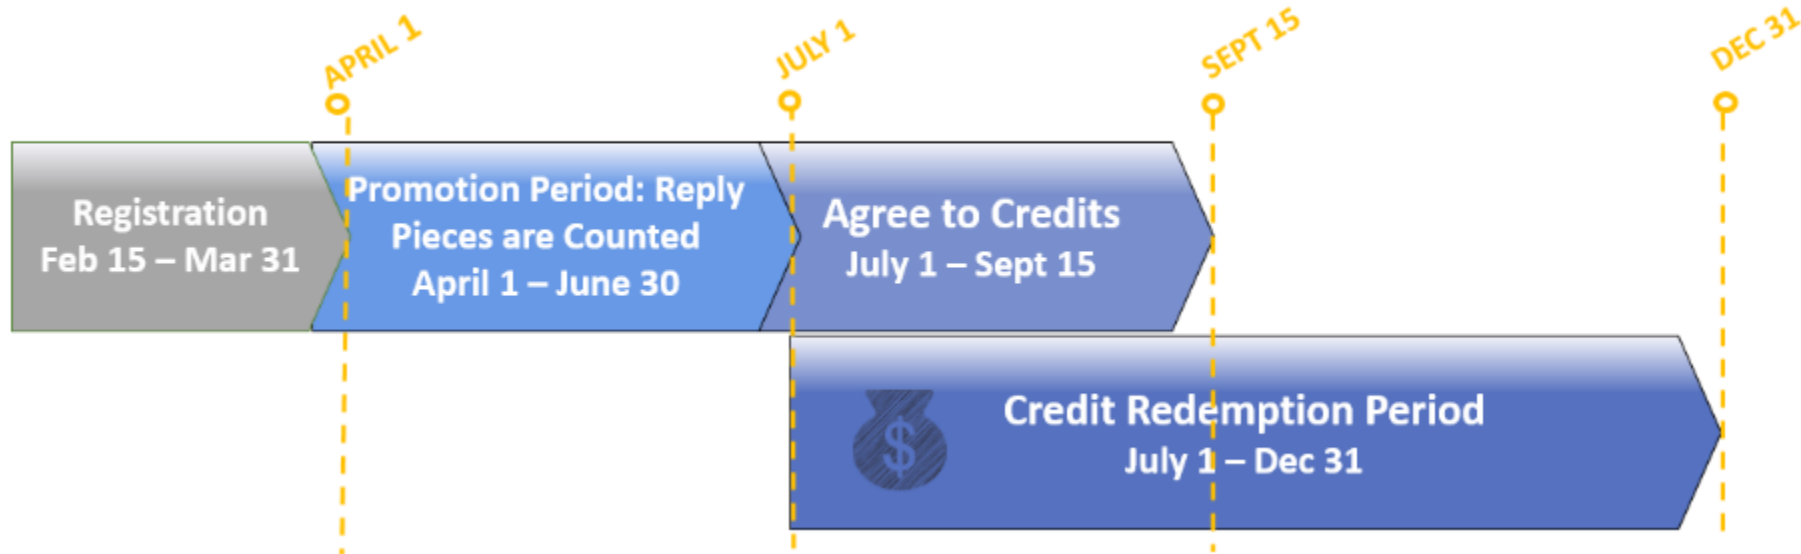 APRIL 1
JULY 1
SEPT 15
DEC 31
Registration
Feb 15 – Mar 31
Promotion Period: Reply
Pieces are Counted
April 1 – June 30
Agree to Credits
July 1 – Sept 15
$
Credit Redemption Period
July 1 – Dec 31